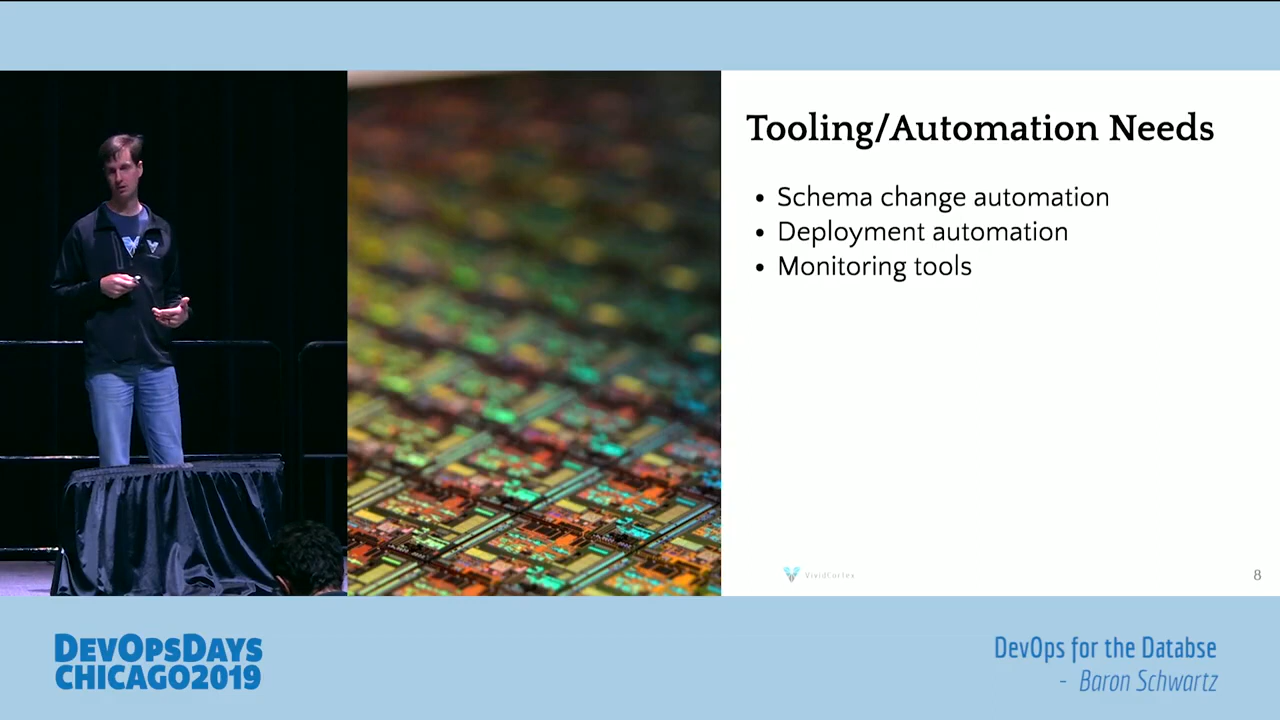 Tooling/Automation Needs
• Schema change automation
• Deployment automation
• Monitoring tools
VividCortex
8
DEVOPSDAYS
CHICAGO2019
DevOps for the Databse
- Baron Schwartz